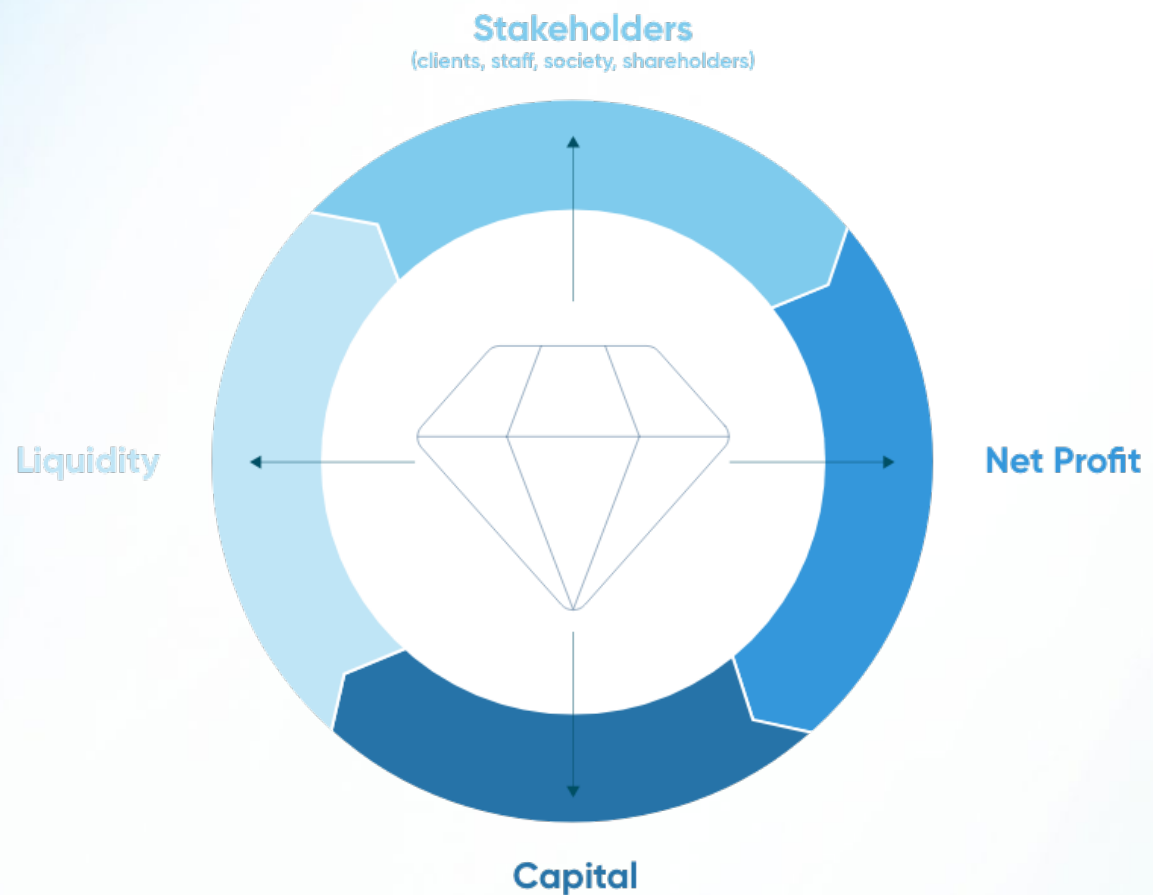 Stakeholders
(clients, staff, society, shareholders)
Liquidity
Net Profit
Capital